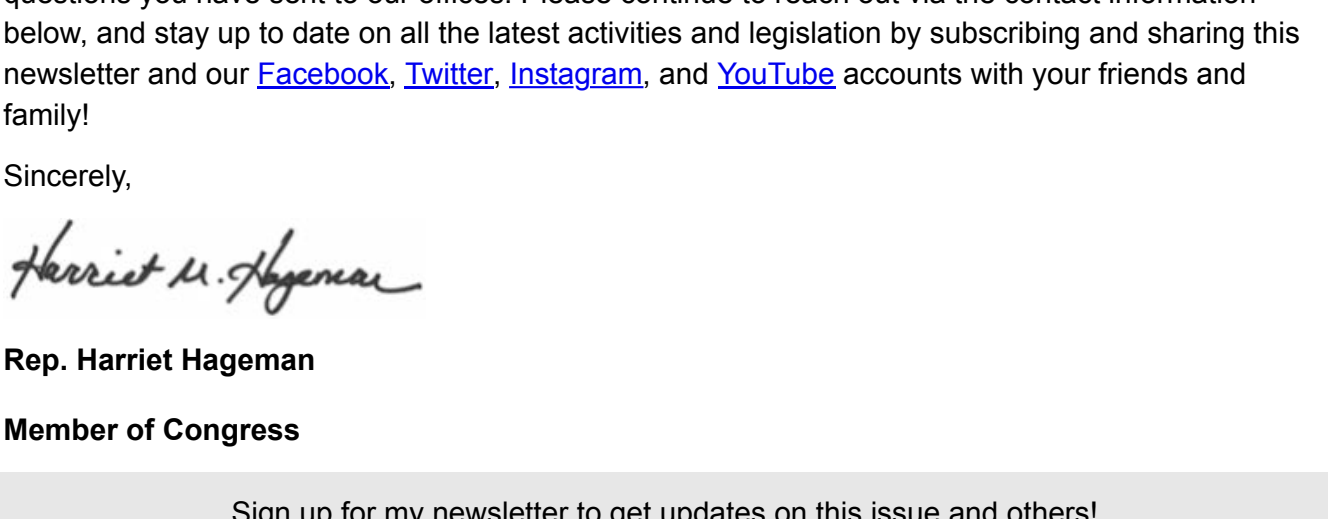 questions you have sent to our offices. Please continue to reach out via the contact information
below, and stay up to date on all the latest activities and legislation by subscribing and sharing this
newsletter and our Facebook, Twitter, Instagram, and YouTube accounts with your friends and
family!
Sincerely,
Harriet M. Hageman
Rep. Harriet Hageman
Member of Congress
Sign up for my newsletter to get updates on this issue and others!